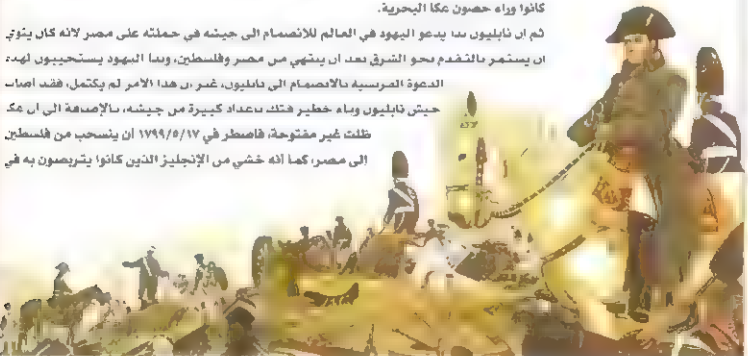 كانوا وراء حصون عكا البحرية.
ثم ان نابليون بدا يدعو اليهود في العالم للانضمام الى جيشه في حملته على مصر لانه كان ينوي
ان يستمر بالتقدم نحو الشرق بعد ان ينتهي من مصر وفلسطين، وبدا اليهود يستجيبون لهذه
الدعوة الفرنسية بالانضمام الى نابليون، غير ان هذا الامر لم يكتمل، فقد اصاب
جيش نابليون وباء خطير فتك باعداد كبيرة من جيشه، بالإضافة الى ان عكا
ظلت غير مفتوحة، فاضطر في ١٧٩٩/٥/١٧ أن ينسحب من فلسطين
إلى مصر، كما أنه خشي من الإنجليز الذين كانوا يتربصون به في